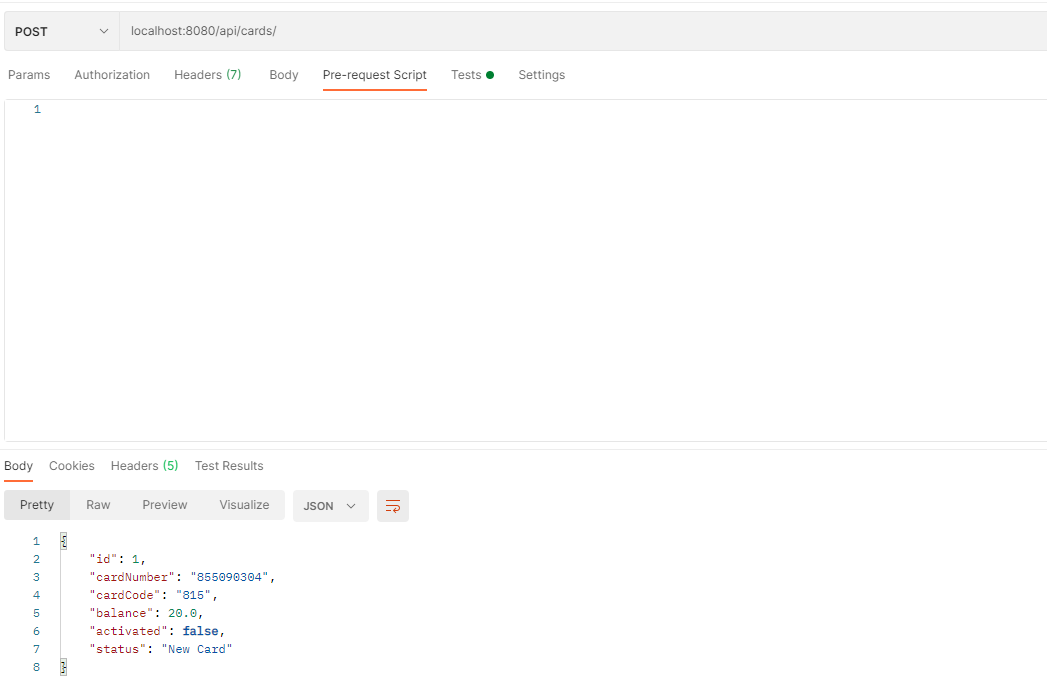 POST localhost:8080/api/cards/
Params Authorization Headers (7) Body Pre-request Script Tests Settings
1
Body Cookies Headers (5) Test Results
Pretty Raw Preview Visualize JSON
1 {
2 "id": 1,
3 "cardNumber": "855090304",
4 "cardCode": "815",
5 "balance": 20.0,
6 "activated": false,
7 "status": "New Card"
8 }